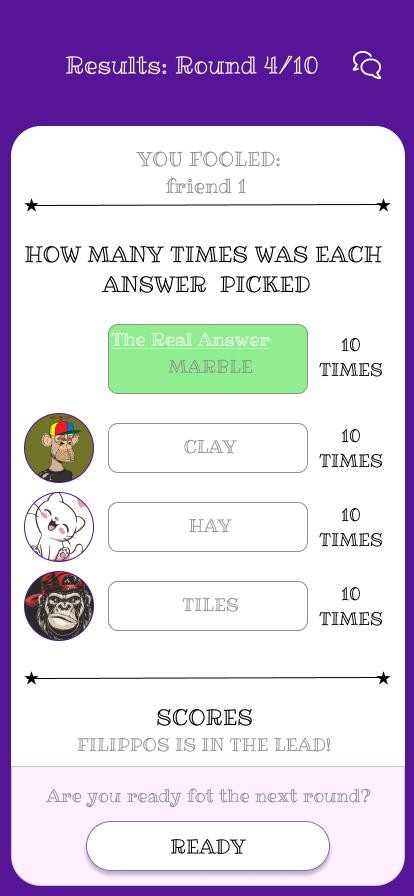 Results: Round 4/10
YOU FOOLED:
friend 1
HOW MANY TIMES WAS EACH
ANSWER PICKED
The Real Answer
MARBLE
10
TIMES
CLAY
10
TIMES
HAY
10
TIMES
TILES
10
TIMES
SCORES
FILIPPOS IS IN THE LEAD!
Are you ready fot the next round?
READY